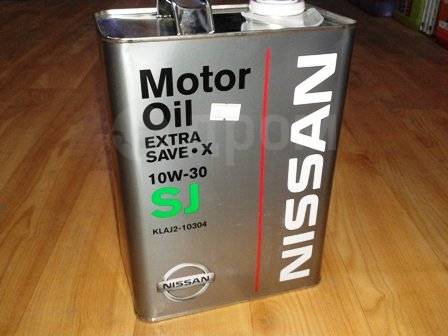 Motor
Oil
EXTRA
SAVE•X
10W-30
SJ
KLAJ2-10304
NISSAN
NISSAN